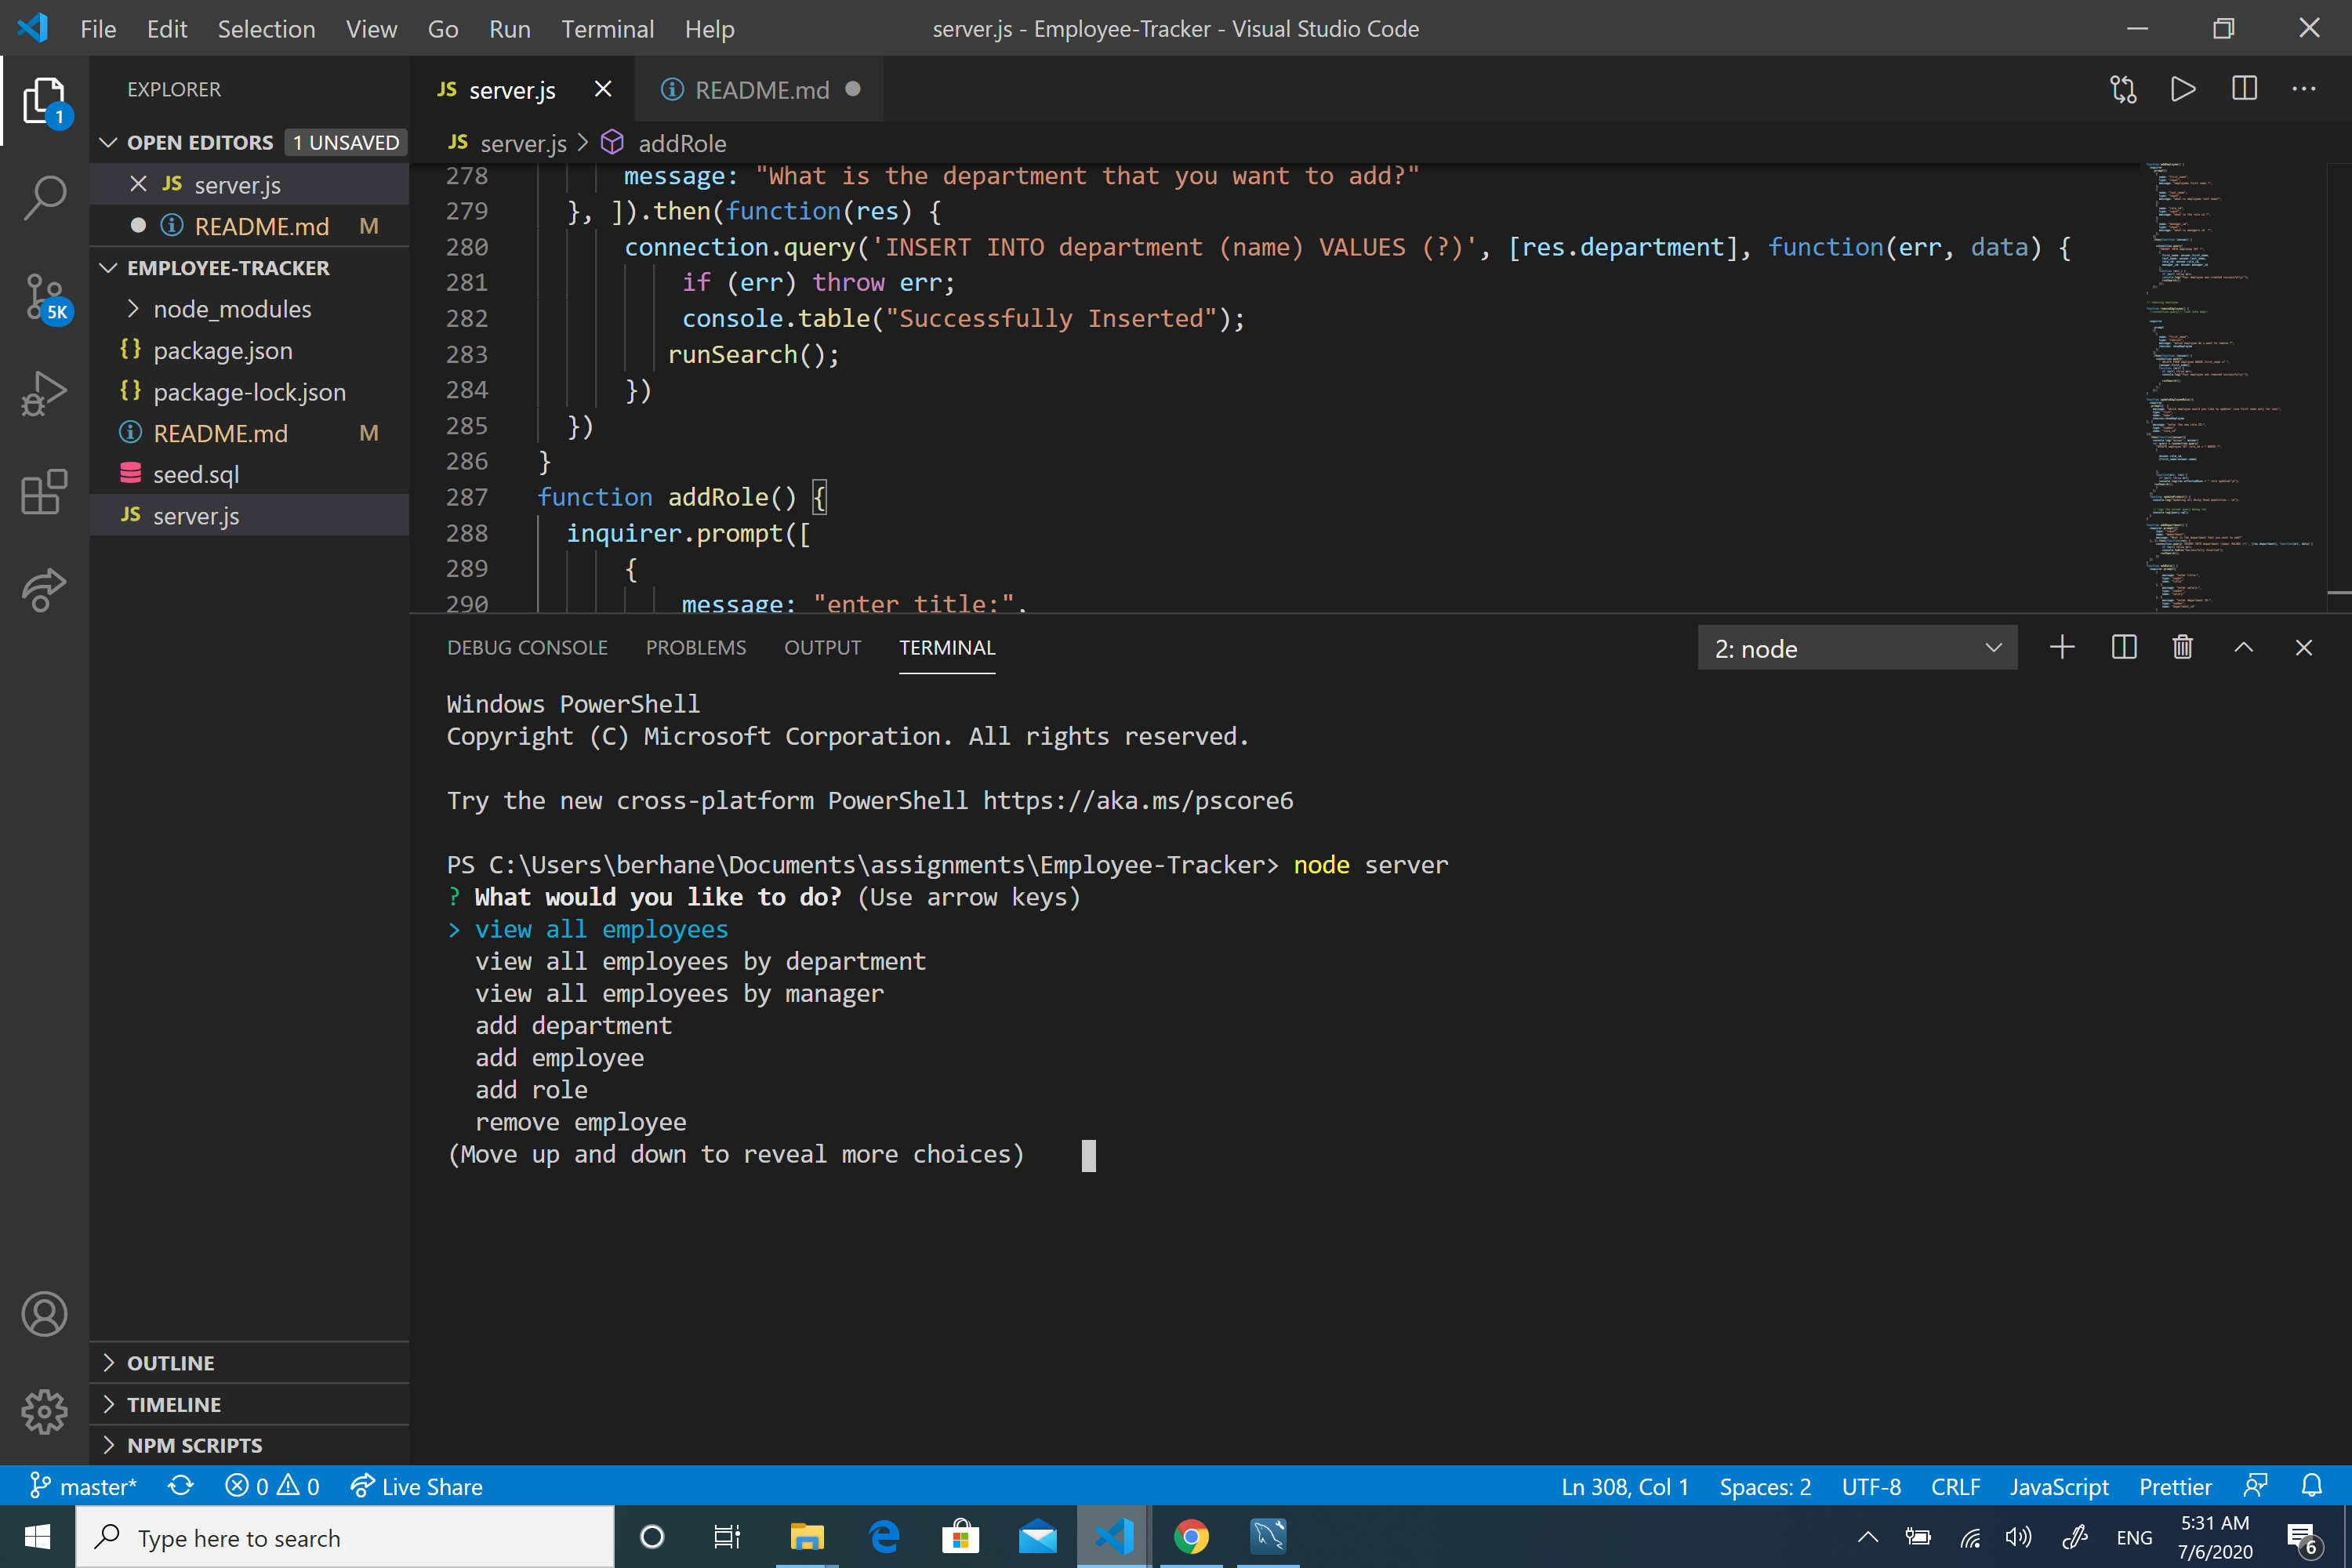 File Edit Selection View Go Run Terminal Help
server.js - Employee-Tracker - Visual Studio Code
EXPLORER
OPEN EDITORS 1 UNSAVED
JS server.js
README.md M
EMPLOYEE-TRACKER
node_modules
{} package.json
{} package-lock.json
README.md M
seed.sql
JS server.js
OUTLINE
TIMELINE
NPM SCRIPTS
1
5K
JS server.js
README.md
JS server.js > addRole
278 message: "What is the department that you want to add?"
279 }, ]).then(function(res) {
280 connection.query('INSERT INTO department (name) VALUES (?)', [res.department], function(err, data) {
281 if (err) throw err;
282 console.table("Successfully Inserted");
283 runSearch();
284 })
285 })
286 }
287 function addRole() {
288 inquirer.prompt([
289 {
290 message: "enter title:",
DEBUG CONSOLE PROBLEMS OUTPUT TERMINAL
2: node
Windows PowerShell
Copyright (C) Microsoft Corporation. All rights reserved.
Try the new cross-platform PowerShell https://aka.ms/pscore6
PS C:\Users\berhane\Documents\assignments\Employee-Tracker> node server
? What would you like to do? (Use arrow keys)
> view all employees
view all employees by department
view all employees by manager
add department
add employee
add role
remove employee
(Move up and down to reveal more choices)
master* 0 0 Live Share
Ln 308, Col 1 Spaces: 2 UTF-8 CRLF JavaScript Prettier
Type here to search
ENG
5:31 AM
7/6/2020
6